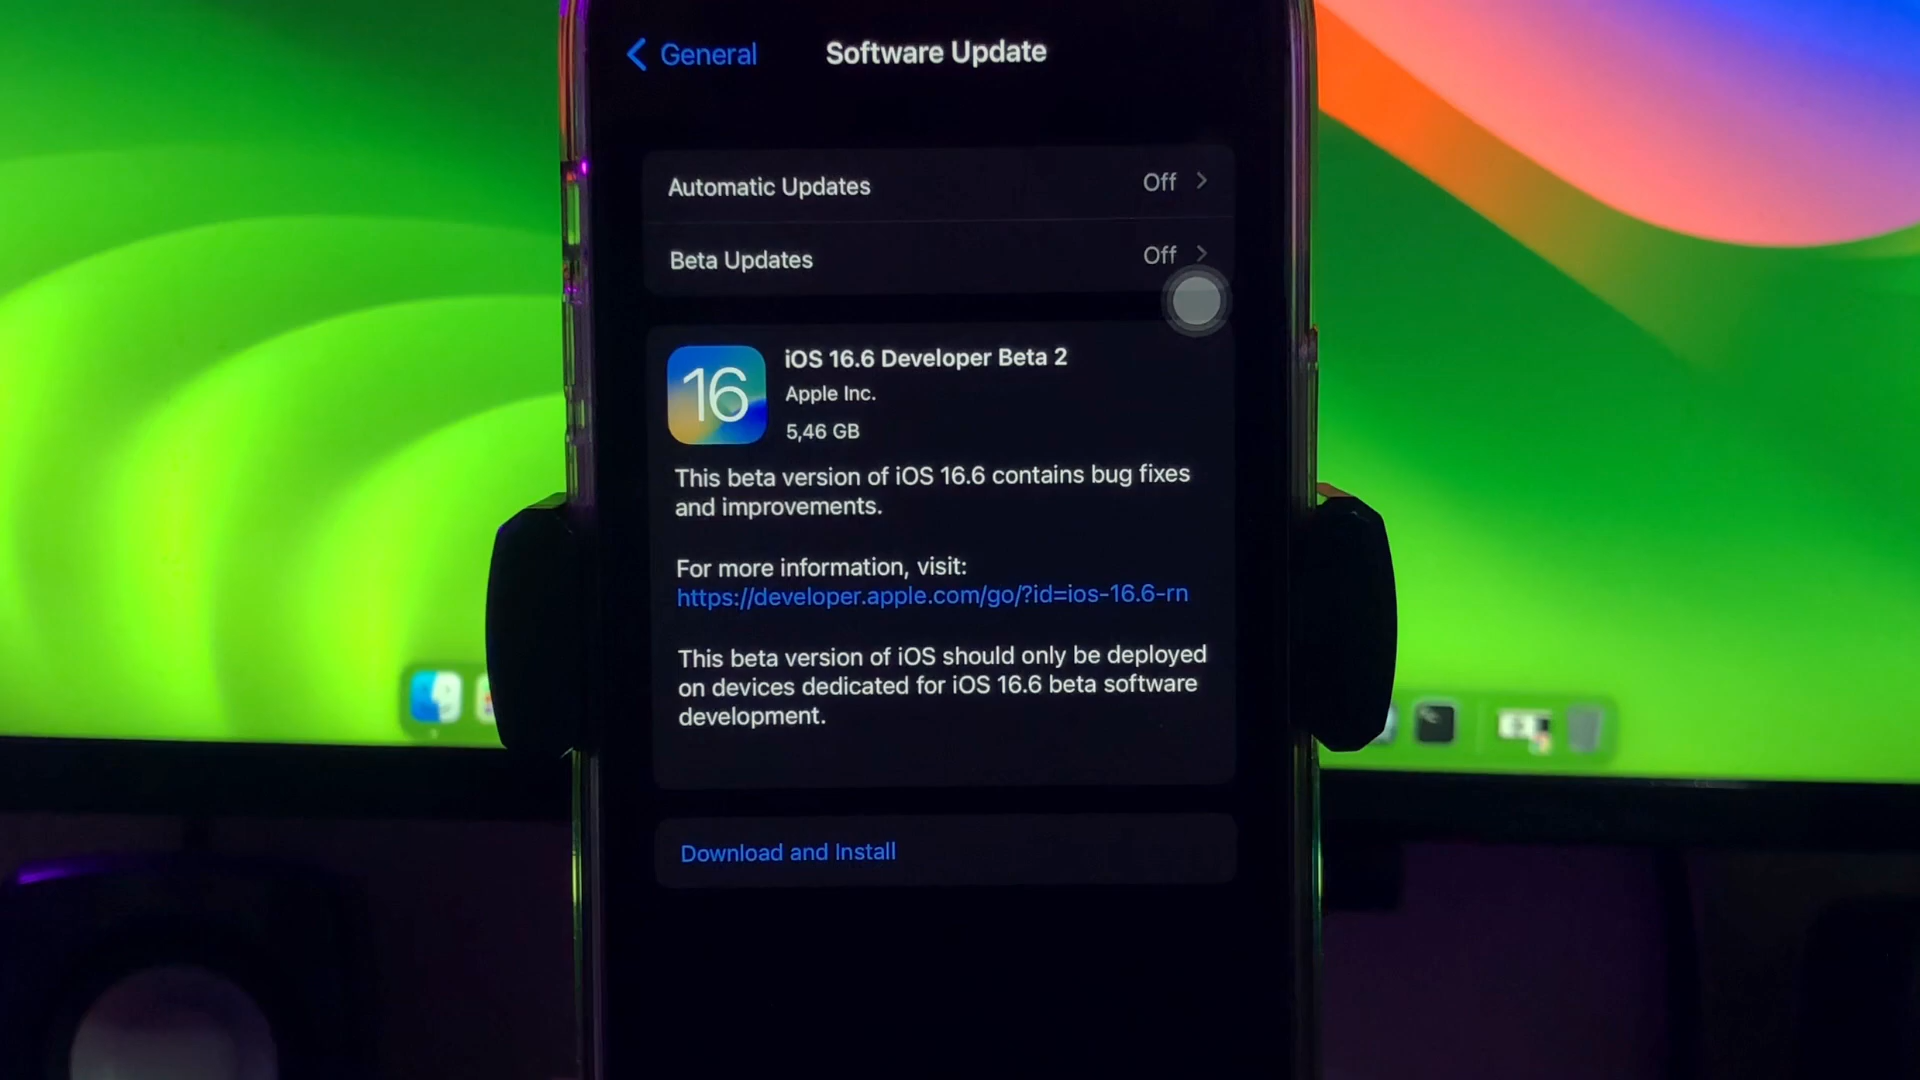 General
Software Update
Automatic Updates Off
Beta Updates Off
16
iOS 16.6 Developer Beta 2
Apple Inc.
5,46 GB
This beta version of iOS 16.6 contains bug fixes
and improvements.
For more information, visit:
https://developer.apple.com/go/?id=ios-16.6-rn
This beta version of iOS should only be deployed
on devices dedicated for iOS 16.6 beta software
development.
Download and Install